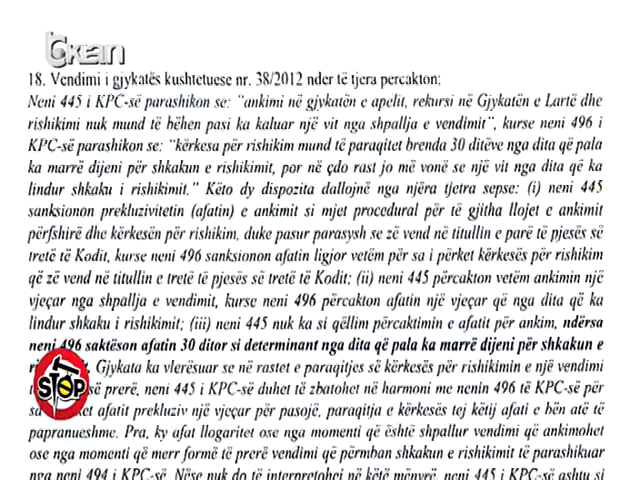 tch
Klan
18. Vendimi i gjykatës kushtetuese nr. 38/2012 nder të tjera percakton:
Neni 445 i KPC-së parashikon se: "ankimi në gjykatën e apelit, rekursi në Gjykatën e Lartë dhe
rishikimi nuk mund të bëhen pasi ka kaluar një vit nga shpallja e vendimit", kurse neni 496 i
KPC-së parashikon se: "kërkesa për rishikim mund të paraqitet brenda 30 ditëve nga dita që pala
ka marrë dijeni për shkakun e rishikimit, por në çdo rast jo më vonë se një vit nga dita që ka
lindur shkaku i rishikimit." Këto dy dispozita dallojnë nga njëra tjetra sepse: (i) neni 445
sanksionon prekluzivitetin (afatin) e ankimit si mjet procedural për të gjitha llojet e ankimit
përfshirë dhe kërkesën për rishikim, duke pasur parasysh se zë vend në titullin e parë të pjesës së
tretë të Kodit, kurse neni 496 sanksionon afatin ligjor vetëm për sa i përket kërkesës për rishikim
që zë vend në titullin e tretë të pjesës së tretë të Kodit; (ii) neni 445 përcakton vetëm ankimin një
vjeçar nga shpallja e vendimit, kurse neni 496 përcakton afatin një vjeçar që nga dita që ka
lindur shkaku i rishikimit; (iii) neni 445 nuk ka si qëllim përcaktimin e afatit për ankim, ndërsa
neni 496 saktëson afatin 30 ditor si determinant nga dita që pala ka marrë dijeni për shkakun e
Gjykata ka vlerësuar se në rastet e paraqitjes së kërkesës për rishikimin e një vendimi
STOP
së prerë, neni 445 i KPC-së duhet të zbatohet në harmoni me nenin 496 të KPC-së për
afatit prekluziv një vjeçar për pasojë, paraqitja e kërkesës tej këtij afati e bën atë të
papranueshme. Pra, ky afat llogaritet ose nga momenti që është shpallur vendimi që ankimohet
ose nga momenti që merr formë të prerë vendimi që përmban shkakun e rishikimit të parashikuar
nga neni 494 i KPC-së. Nëse nuk do të interpretohej në këtë mënyrë, neni 445 i KPC-së ashtu si